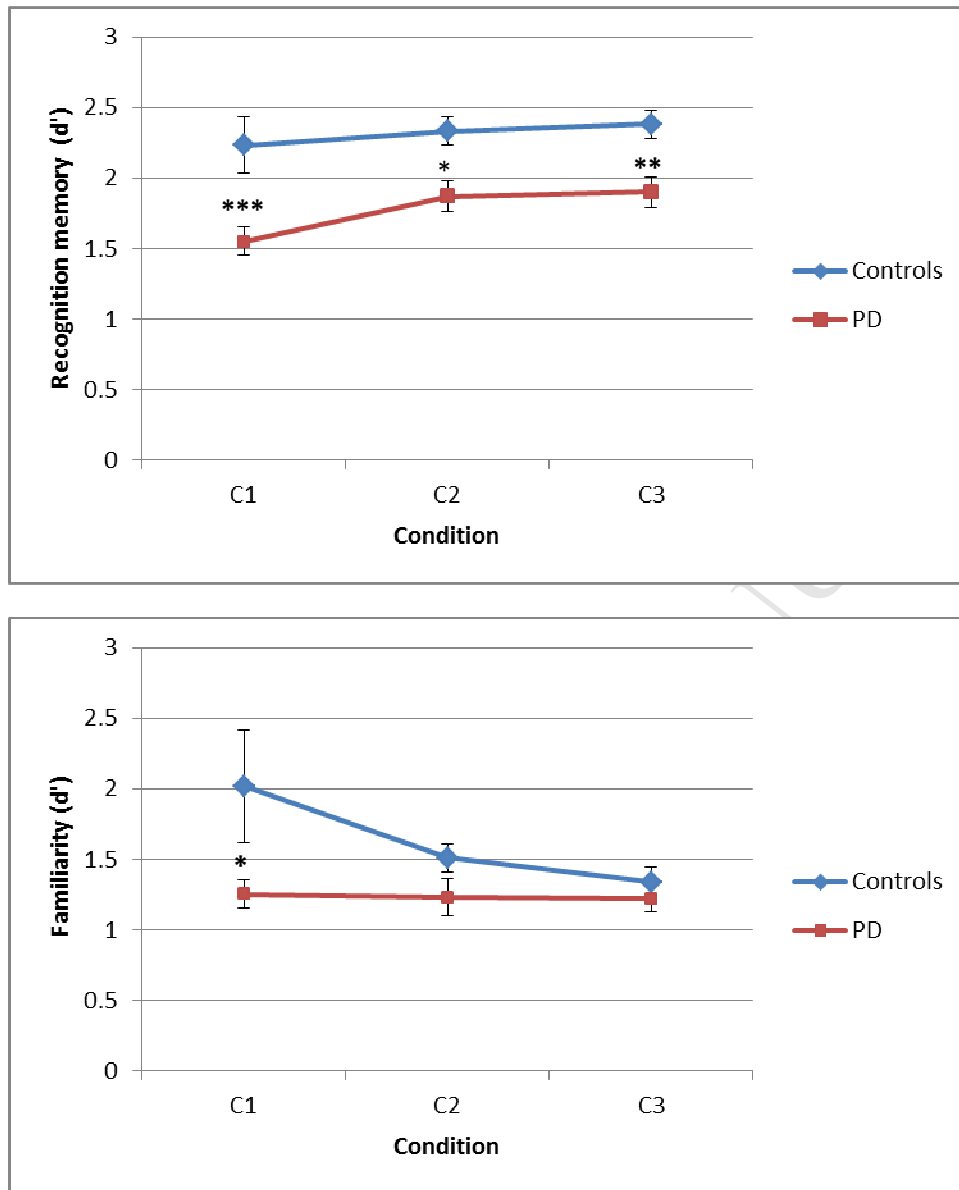 3
2.5
2
1.5
1
0.5
0
Recognition memory (d')
***
*
**
C1 C2 C3
Condition
Controls
PD
3
2.5
2
1.5
1
0.5
0
Familiarity (d')
*
C1 C2 C3
Condition
Controls
PD